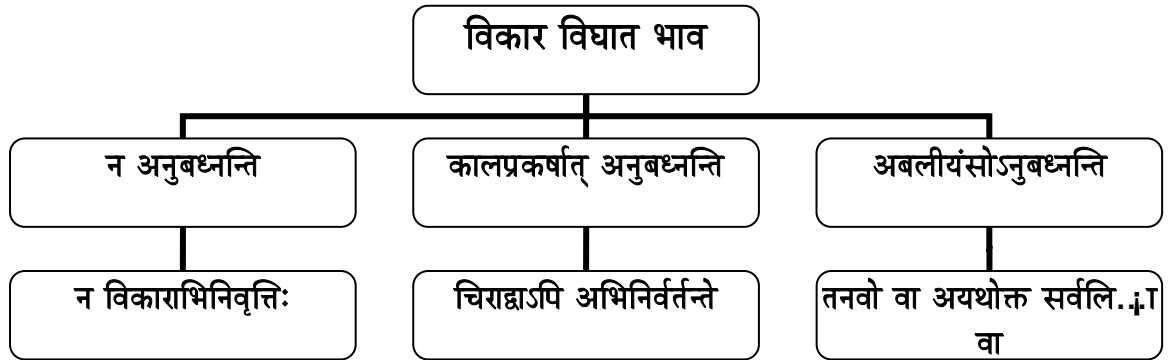 विकार विघात भाव
न अनुबध्नन्ति
कालप्रकर्षात् अनुबध्नन्ति
अबलीयंसोऽनुबध्नन्ति
न विकाराभिनिवृत्तिः
चिराद्वाऽपि अभिनिर्वर्तन्ते
तनवो वा अयथोक्त
वा